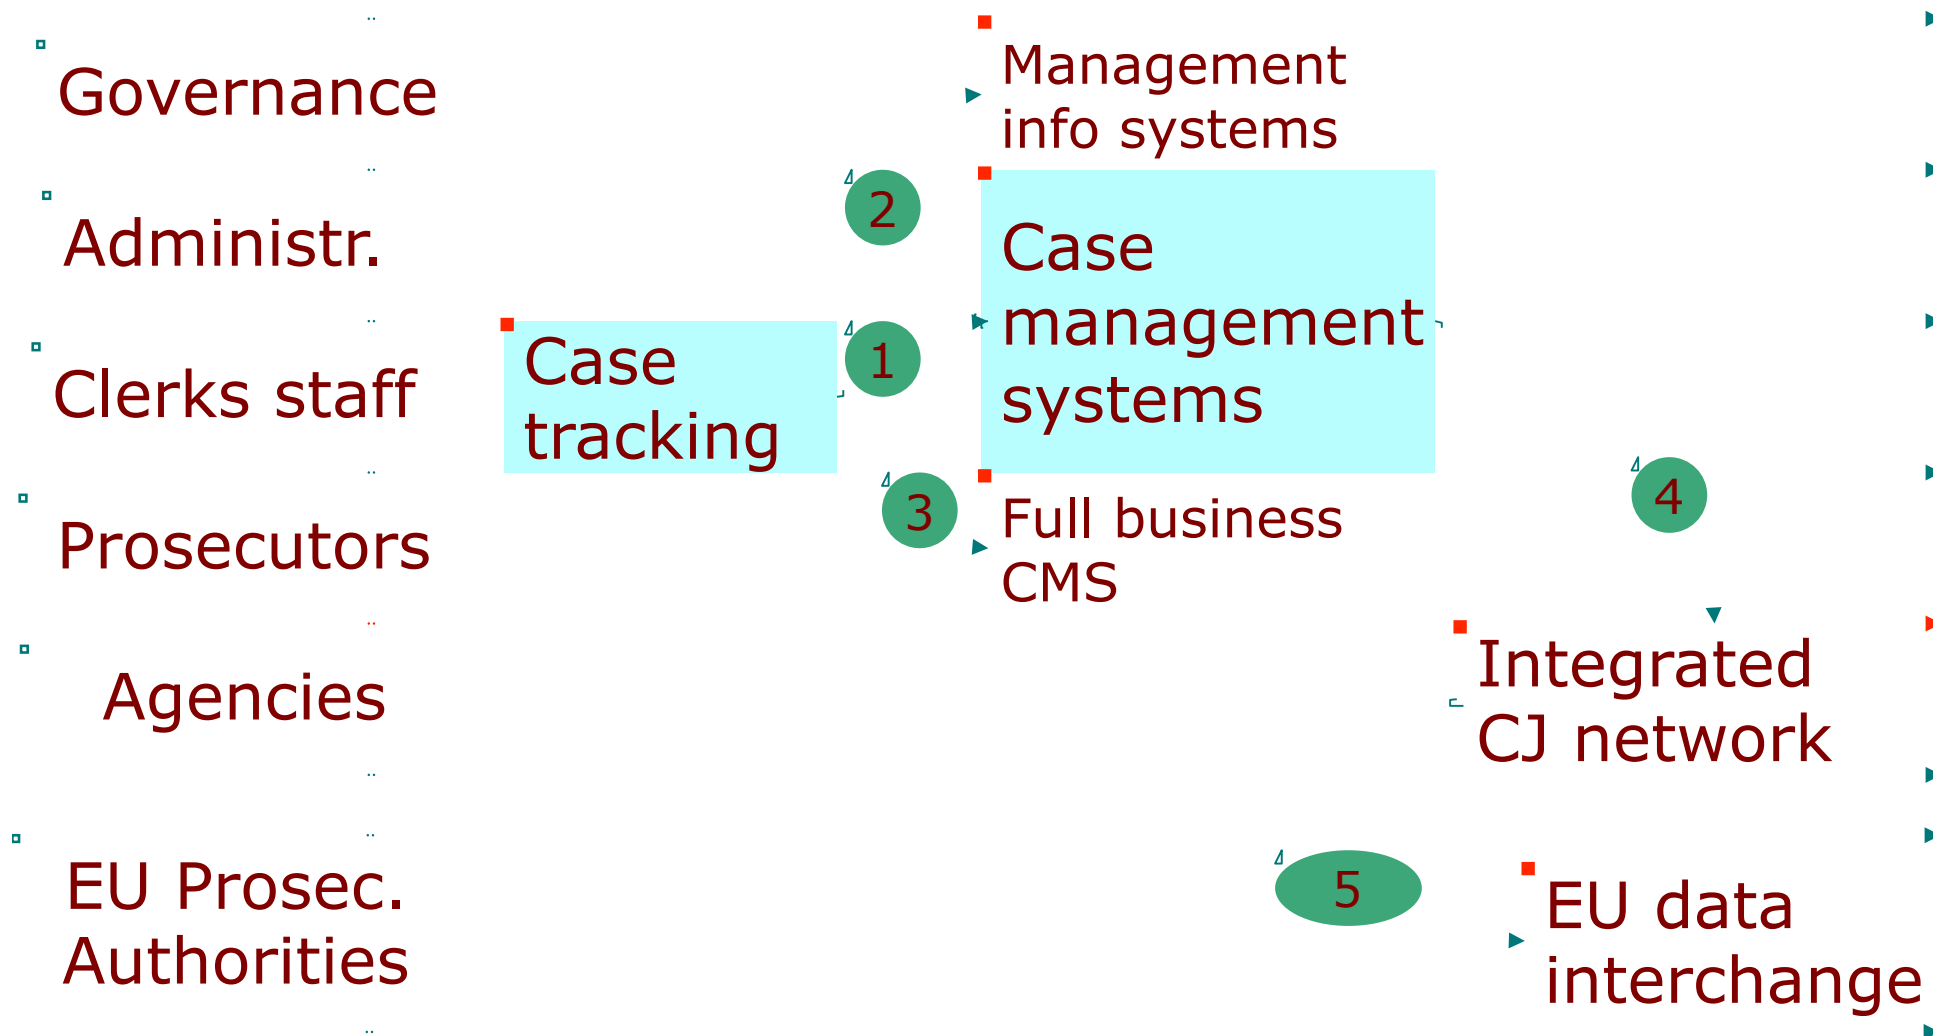 Governance
Management
info systems
2
Administr.
Case
management
systems
1
Clerks staff
Case
tracking
3
4
Prosecutors
Full business
CMS
Agencies
Integrated
CJ network
EU Prosec.
Authorities
5
EU data
interchange